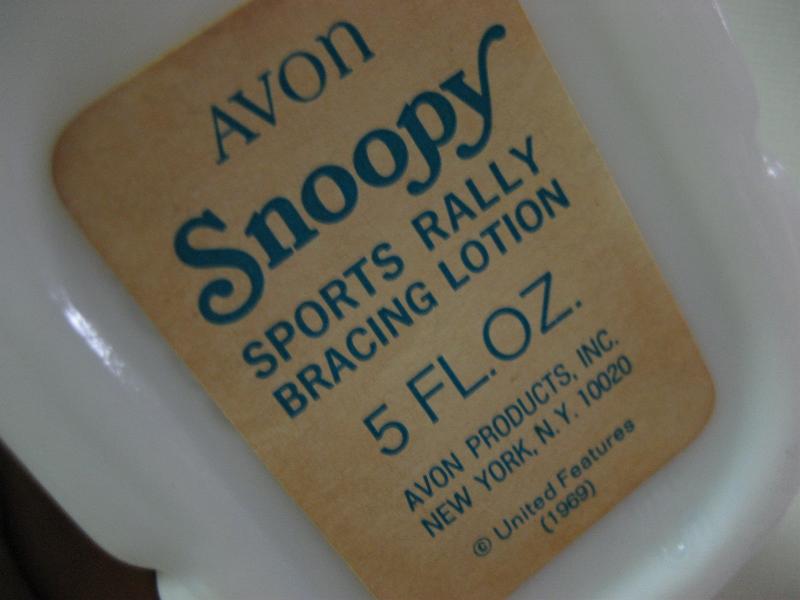 AVON
Snoopy
SPORTS RALLY
BRACING LOTION
5 FL.OZ.
AVON PRODUCTS, INC.
NEW YORK, N.Y. 10020
© United Features
(1969)